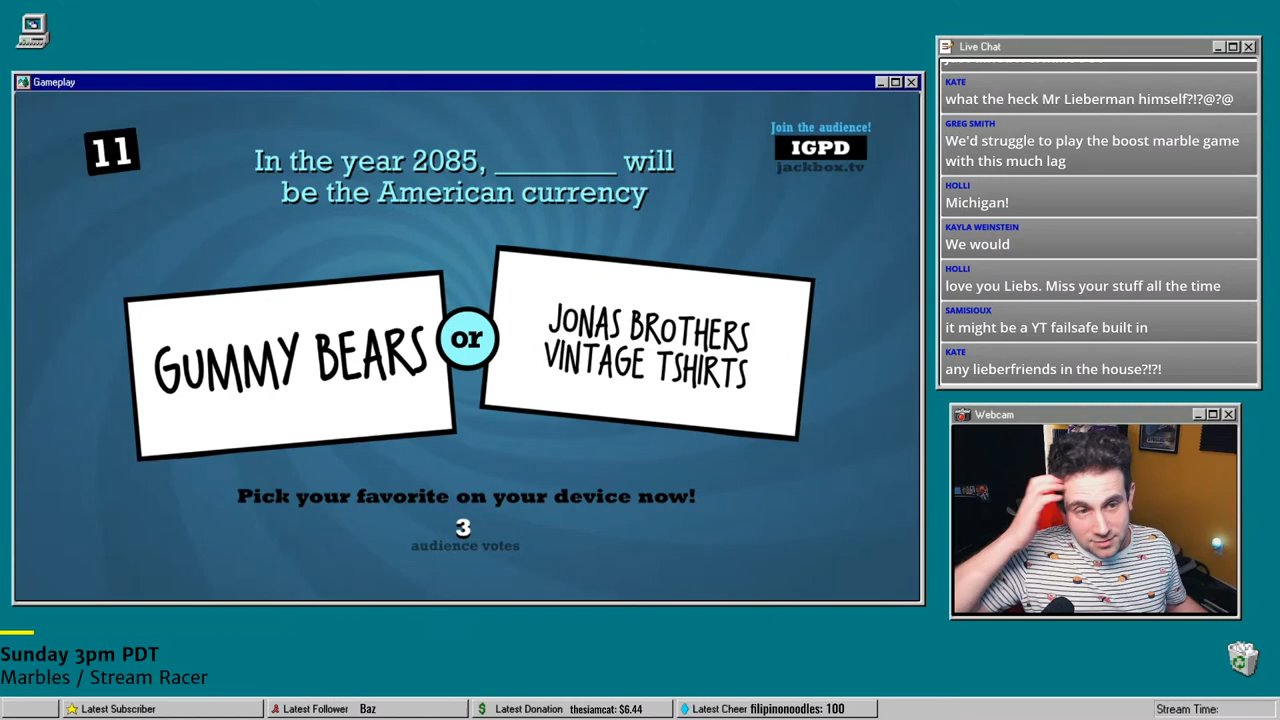 Gameplay
11
In the year 2085, ________ will
be the American currency
Join the audience!
IGPD
jackbox.tv
GUMMY BEARS
or
JONAS BROTHERS
VINTAGE TSHIRTS
Pick your favorite on your device now!
3
audience votes
Live Chat
KATE
what the heck Mr Lieberman himself?!?@?@
GREG SMITH
We'd struggle to play the boost marble game
with this much lag
HOLLI
Michigan!
KAYLA WEINSTEIN
We would
HOLLI
love you Liebs. Miss your stuff all the time
SAMISIOUX
it might be a YT failsafe built in
KATE
any lieberfriends in the house?!?!
Webcam
Sunday 3pm PDT
Marbles / Stream Racer
Latest Subscriber
Latest Follower Baz
Latest Donation thesiamcat: $6.44
Latest Cheer filipinonoodles: 100
Stream Time: